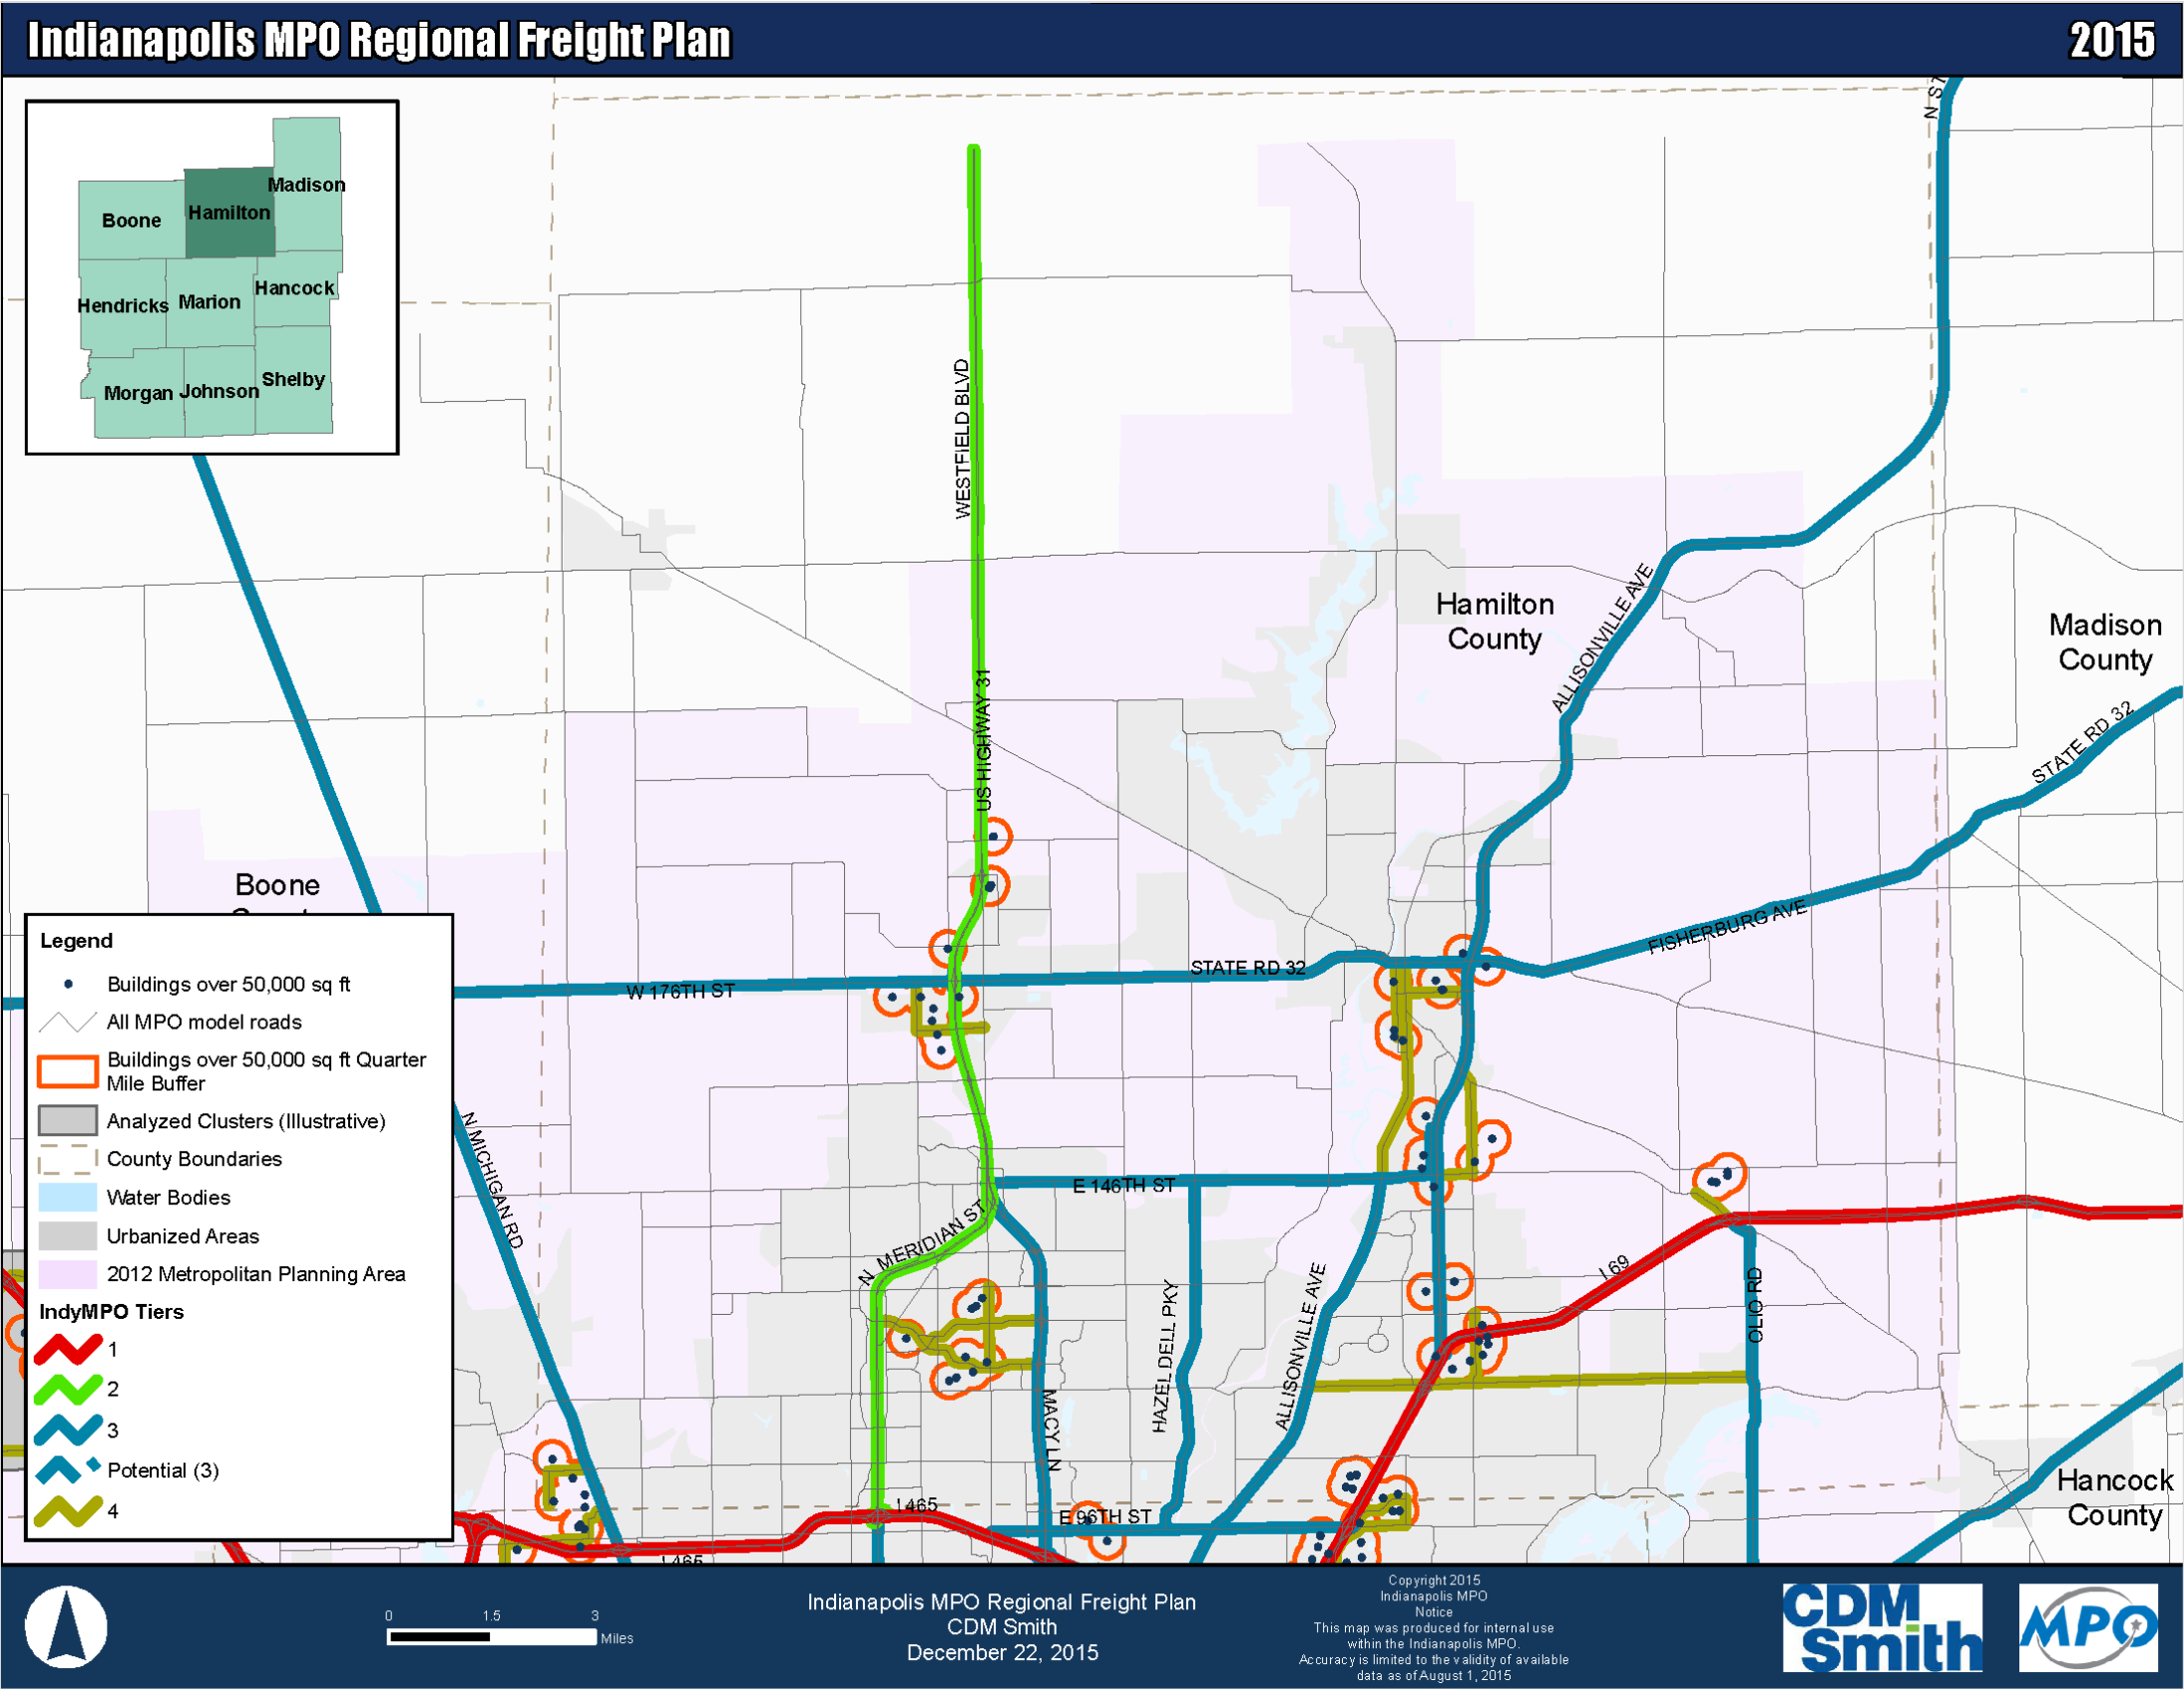 Indianapolis MPO Regional Freight Plan
2015
Madison
Boone
Hamilton
Hancock
Hendricks
Marion
Shelby
Morgan
Johnson
WESTFIELD BLVD
US HIGHWAY 31
ALLISONVILLE AVE
Hamilton
County
Madison
County
STATE RD 32
FISHERBURG AVE
STATE RD 32
W 176TH ST
Boone
N MICHIGAN RD
E 146TH ST
N MERIDIAN ST
I 69
OLIO RD
HAZEL DELL PKY
ALLISONVILLE AVE
MACY LN
I 465
E 96TH ST
I 465
Hancock
County
Legend
Buildings over 50,000 sq ft
All MPO model roads
Buildings over 50,000 sq ft Quarter
Mile Buffer
Analyzed Clusters (Illustrative)
County Boundaries
Water Bodies
Urbanized Areas
2012 Metropolitan Planning Area
IndyMPO Tiers
1
2
3
Potential (3)
4
0 1.5 3
Miles
Indianapolis MPO Regional Freight Plan
CDM Smith
December 22, 2015
Copyright 2015
Indianapolis MPO
Notice
This map was produced for internal use
within the Indianapolis MPO.
Accuracy is limited to the validity of available
data as of August 1, 2015
CDM
Smith
MPO